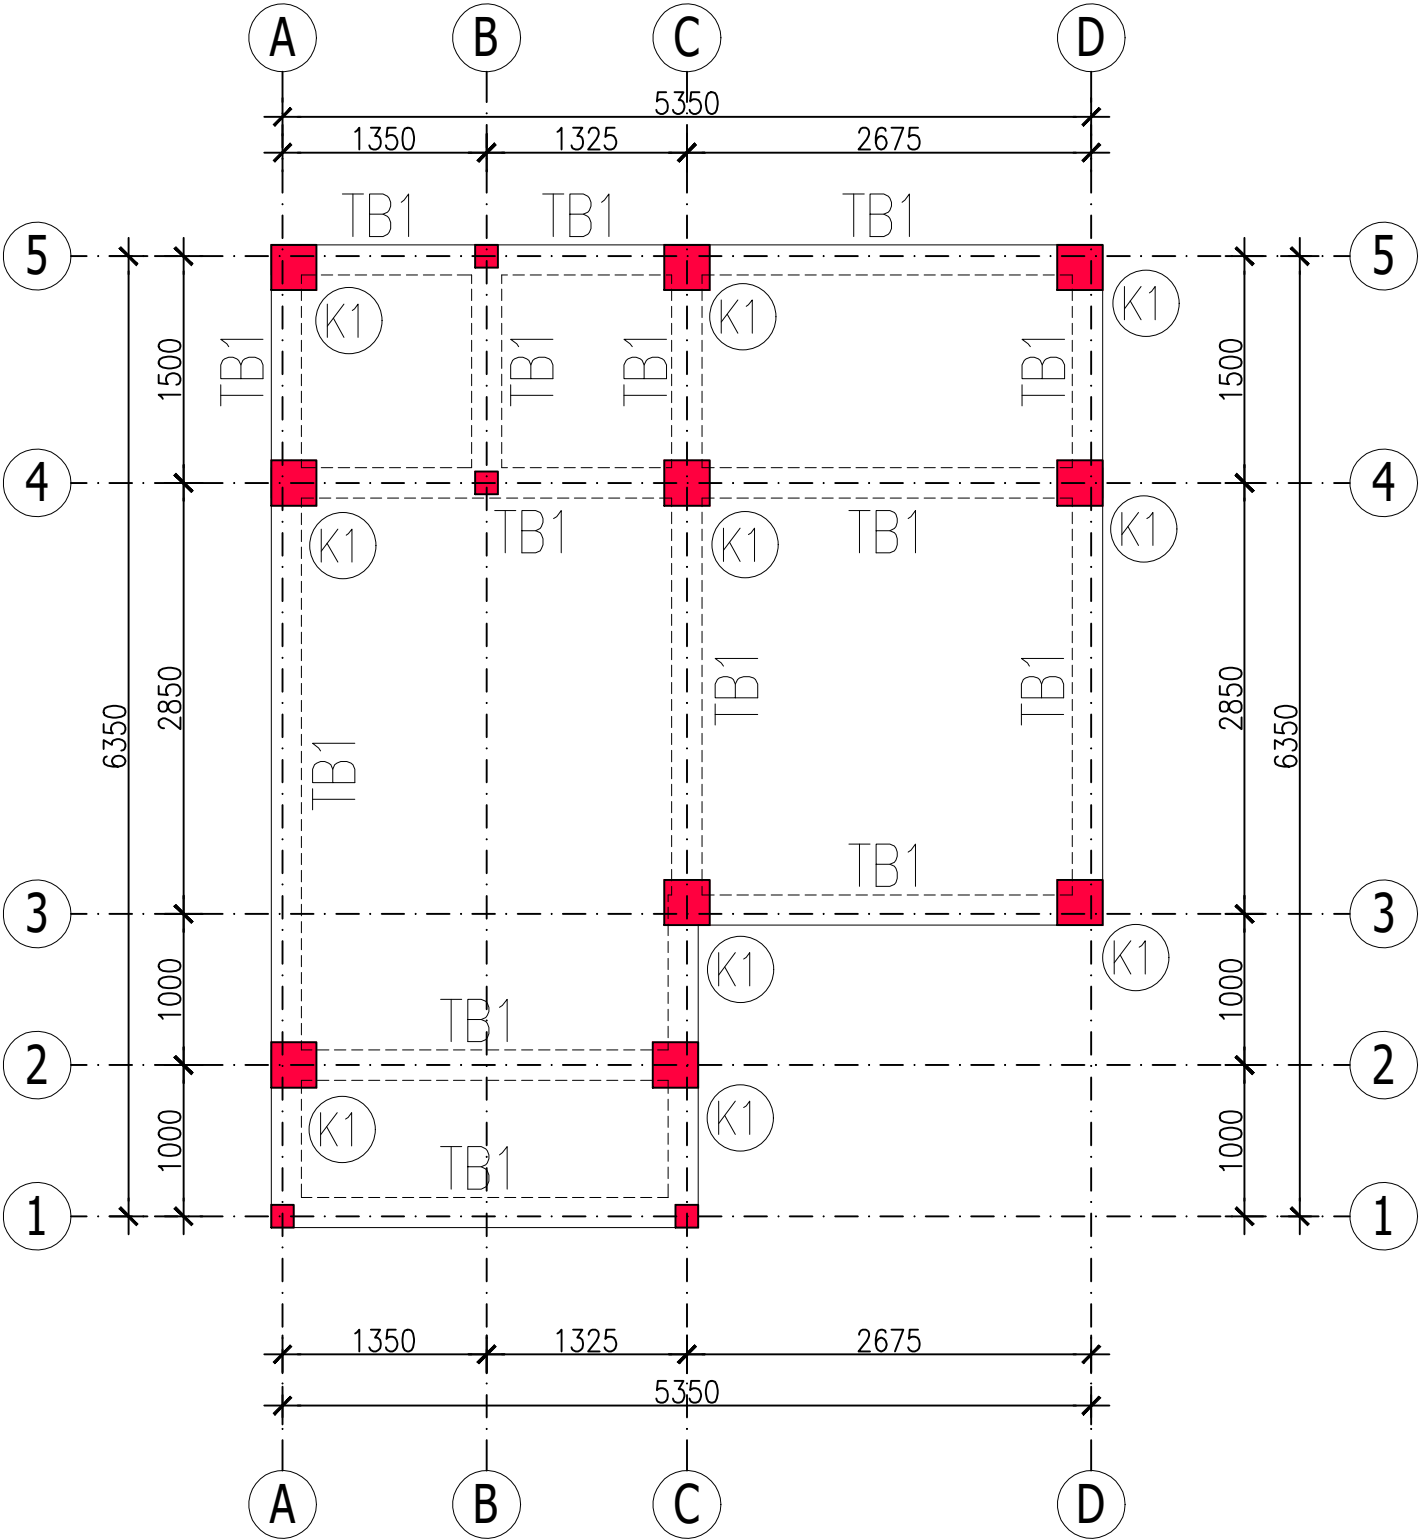 A B C D
5350
1350 1325 2675
TB1 TB1 TB1
5 5
K1 K1 K1
1500 TB1 TB1 TB1 TB1 1500
4 4
K1 TB1 K1 TB1 K1
2850 TB1 TB1 2850
6350 6350
TB1
TB1
3 3
K1 K1
1000 1000
TB1
2 2
K1 K1
1000 1000
TB1
1 1
1350 1325 2675
5350
A B C D